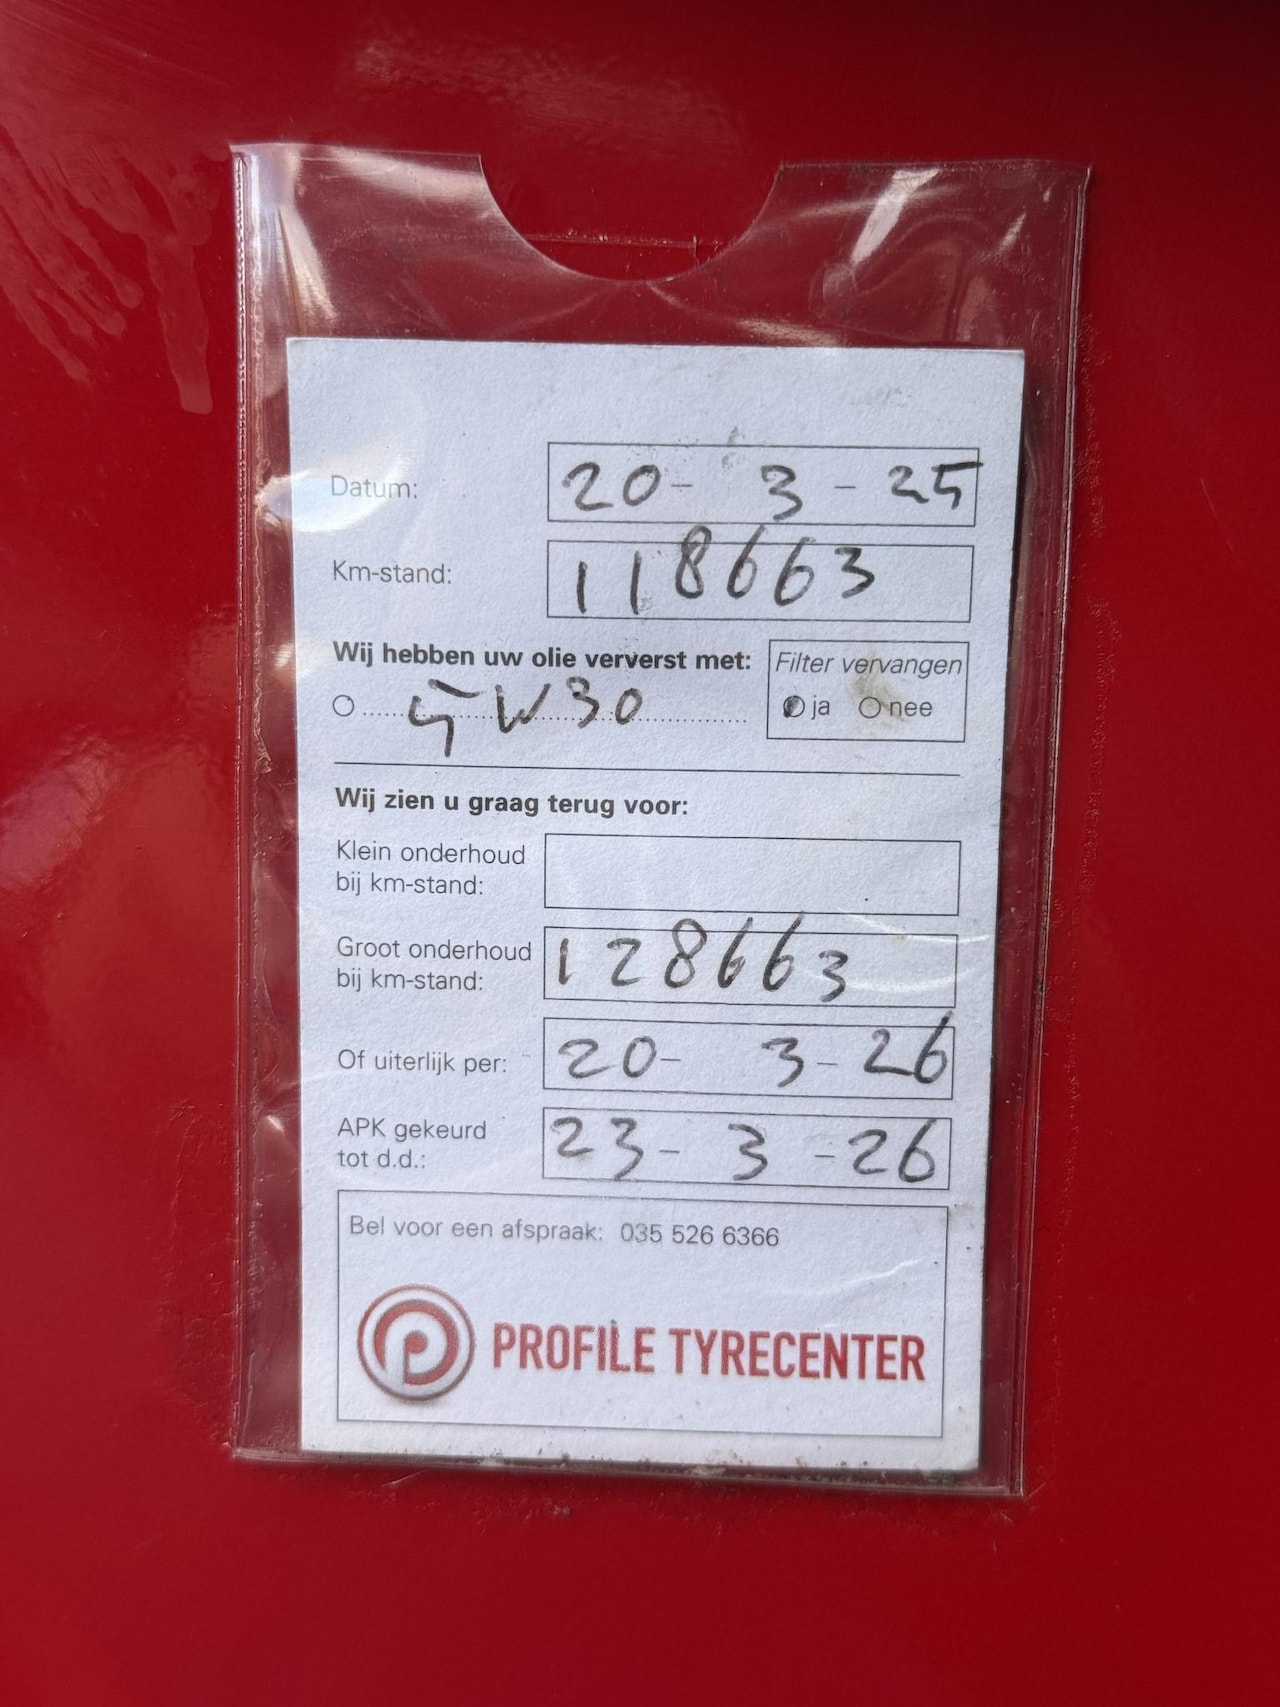 Datum: 20 - 3 - 25
Km-stand: 118663
Wij hebben uw olie ververst met: Filter vervangen
5W30 ja nee
Wij zien u graag terug voor:
Klein onderhoud
bij km-stand:
Groot onderhoud
bij km-stand: 128663
Of uiterlijk per: 20 - 3 - 26
APK gekeurd
tot d.d.: 23 - 3 - 26
Bel voor een afspraak: 035 526 6366
PROFILE TYRECENTER